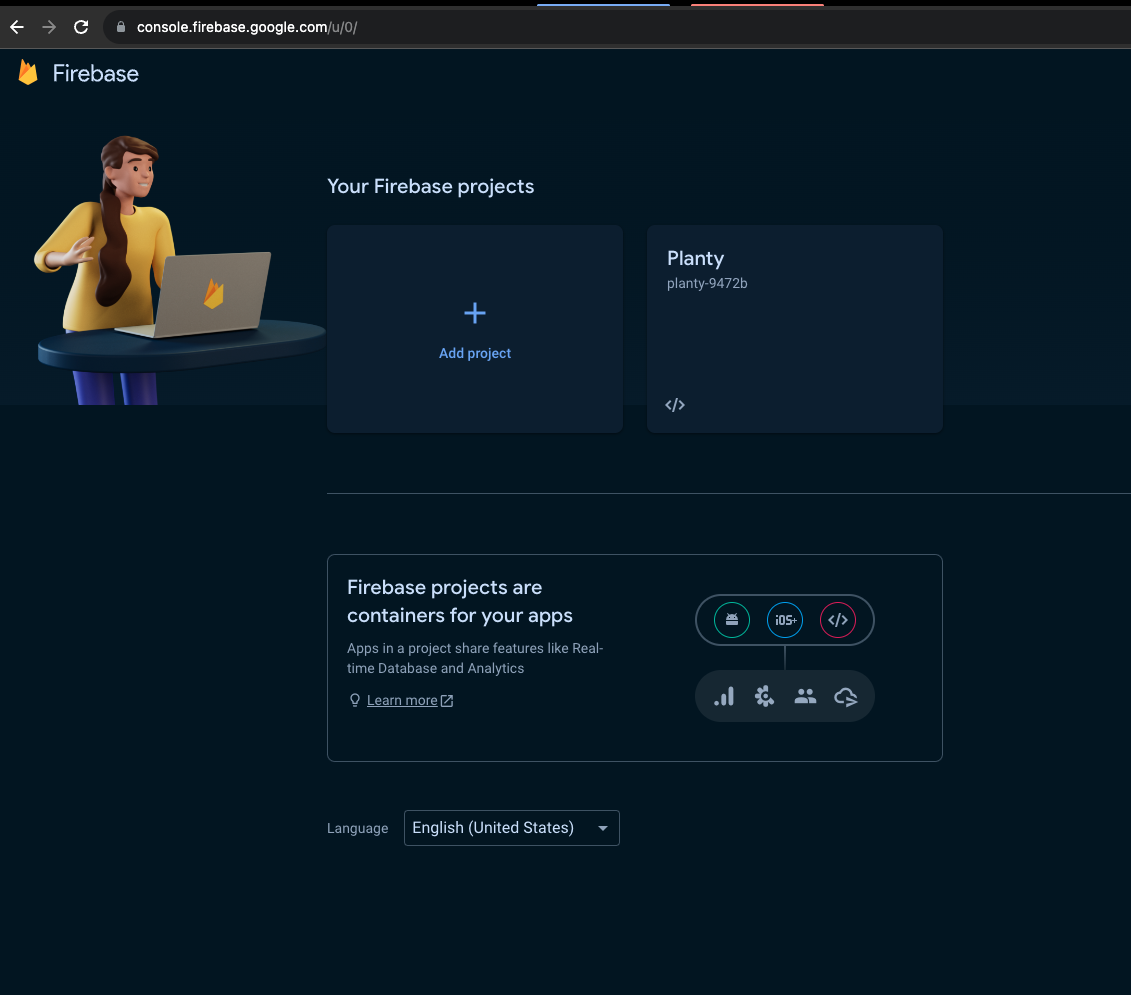 console.firebase.google.com/u/0/
Firebase
Your Firebase projects
Add project
Planty
planty-9472b
Firebase projects are
containers for your apps
Apps in a project share features like Real-
time Database and Analytics
Learn more
iOS+
Language
English (United States)